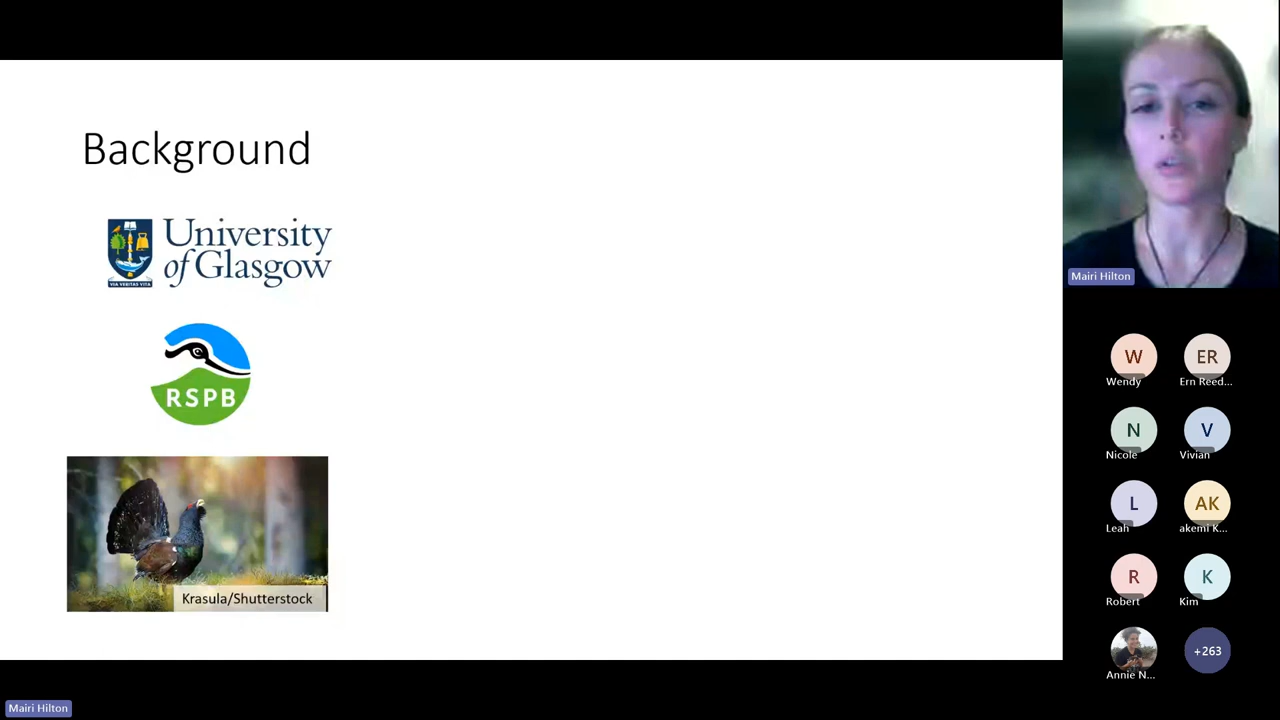 Background
University
of Glasgow
VIA VERITAS VITA
RSPB
Krasula/Shutterstock
Mairi Hilton
W
ER
Wendy
Ern Reed...
N
V
Nicole
Vivian
L
AK
Leah
akemi K...
R
K
Robert
Kim
+263
Annie N...
Mairi Hilton